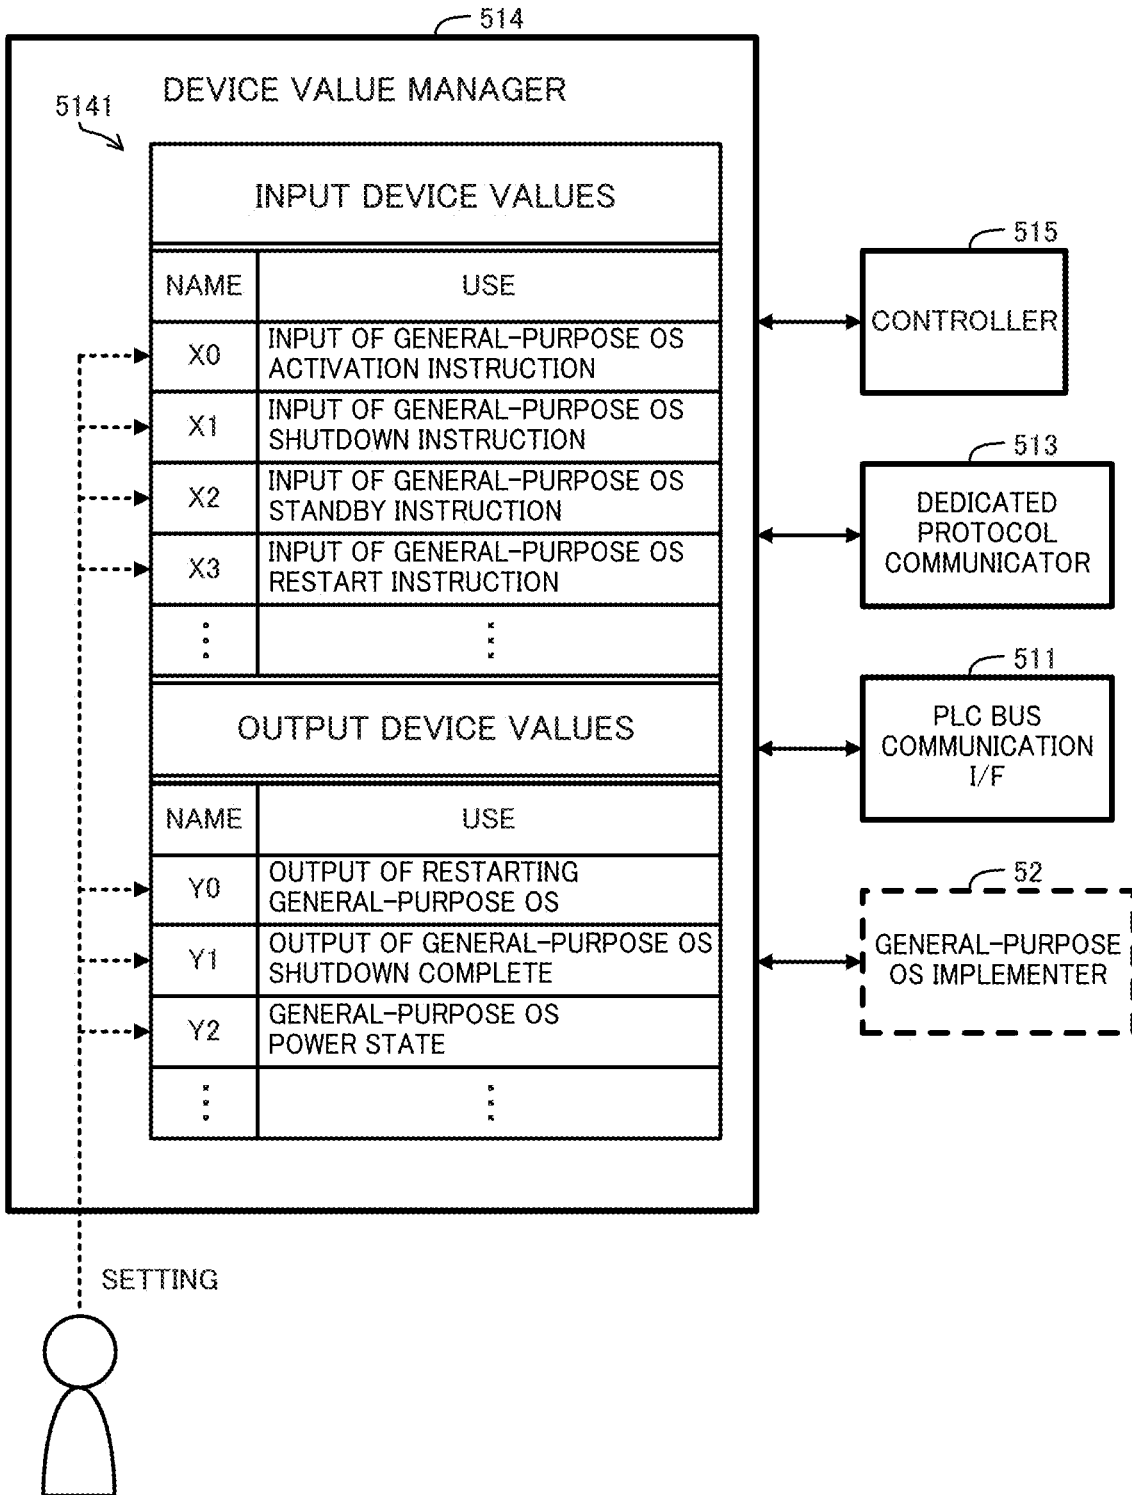 514
DEVICE VALUE MANAGER
5141
INPUT DEVICE VALUES
NAME
USE
X0
INPUT OF GENERAL-PURPOSE OS
ACTIVATION INSTRUCTION
X1
INPUT OF GENERAL-PURPOSE OS
SHUTDOWN INSTRUCTION
X2
INPUT OF GENERAL-PURPOSE OS
STANDBY INSTRUCTION
X3
INPUT OF GENERAL-PURPOSE OS
RESTART INSTRUCTION
OUTPUT DEVICE VALUES
NAME
USE
Y0
OUTPUT OF RESTARTING
GENERAL-PURPOSE OS
Y1
OUTPUT OF GENERAL-PURPOSE OS
SHUTDOWN COMPLETE
Y2
GENERAL-PURPOSE OS
POWER STATE
515
CONTROLLER
513
DEDICATED
PROTOCOL
COMMUNICATOR
511
PLC BUS
COMMUNICATION
I/F
52
GENERAL-PURPOSE
OS IMPLEMENTER
SETTING